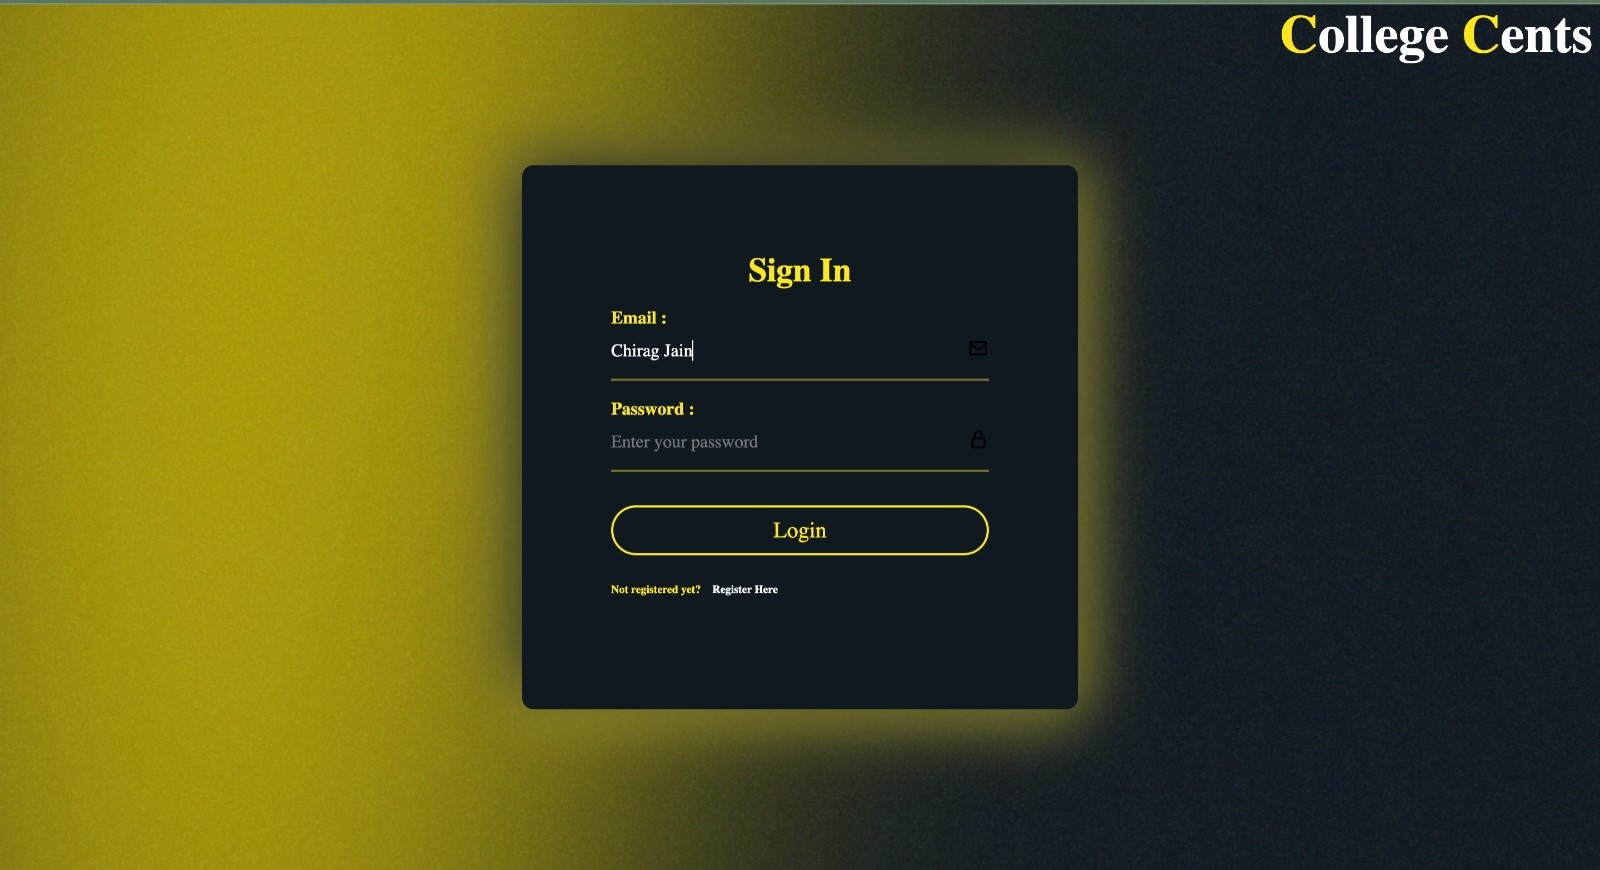 College Cents
Sign In
Email :
Chirag Jain
Password :
Enter your password
Login
Not registered yet? Register Here